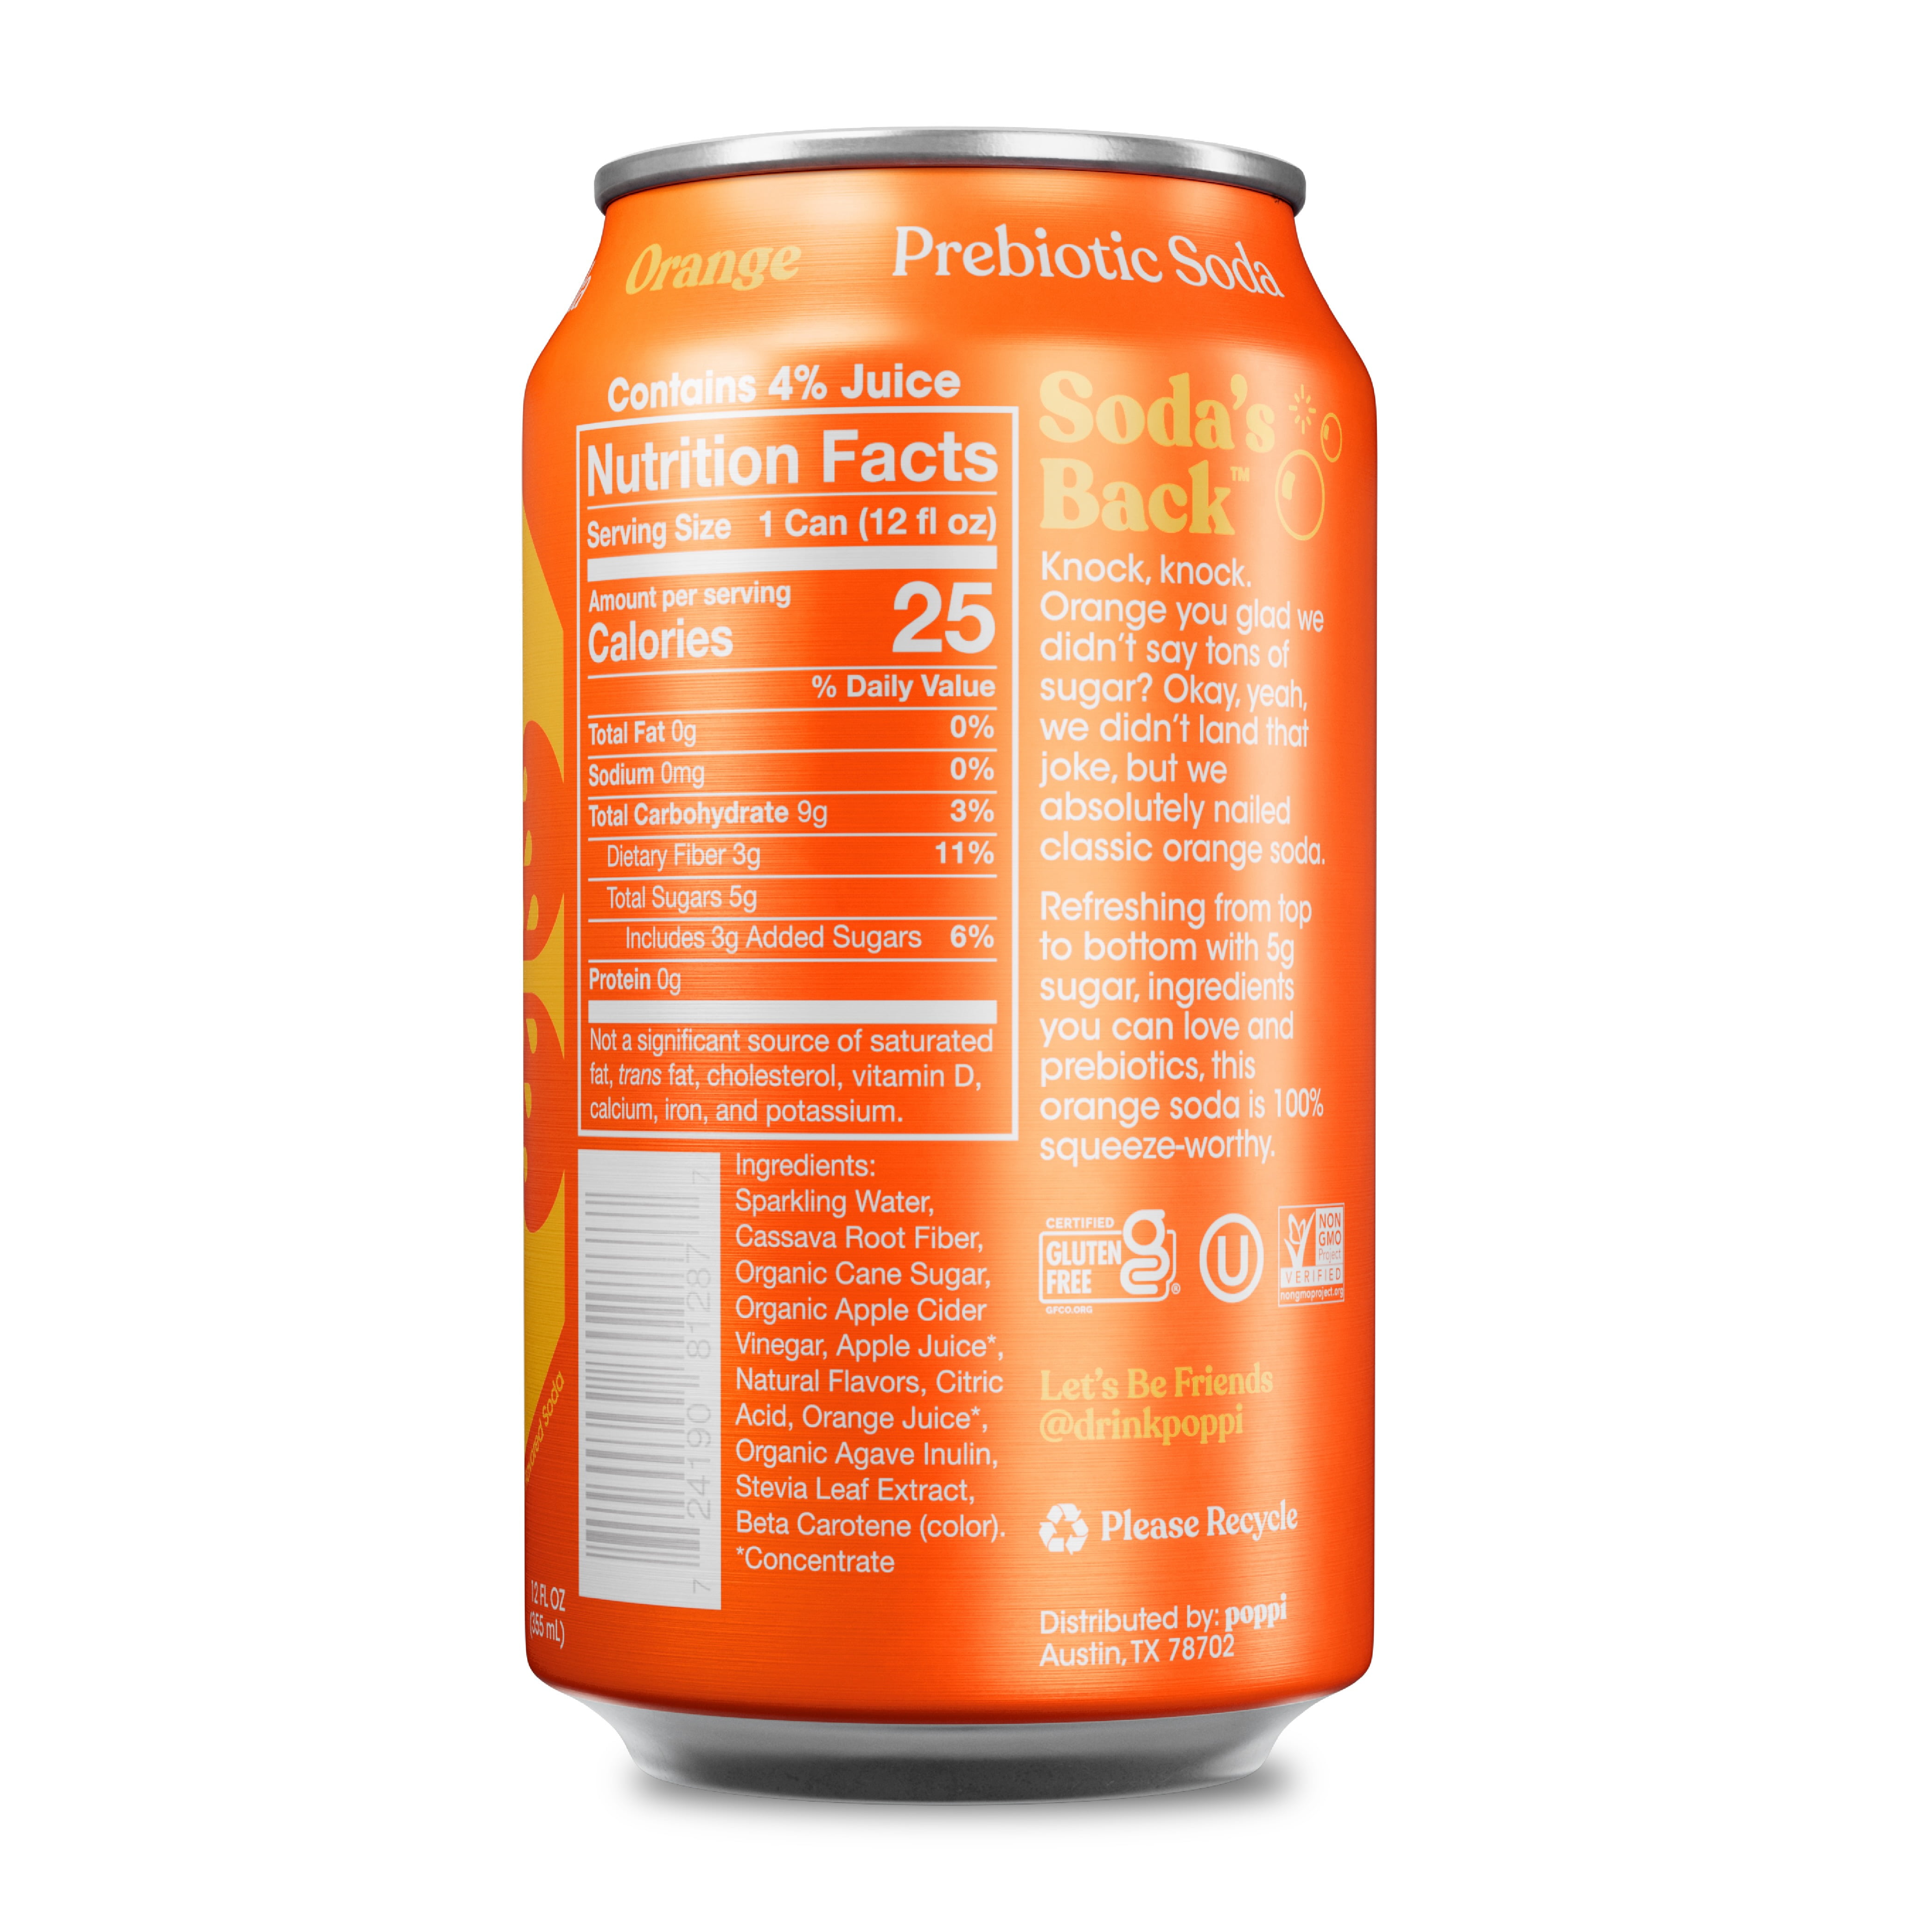 Orange
Prebiotic Soda
Contains 4% Juice
Nutrition Facts
Serving Size 1 Can (12 fl oz)
Amount per serving
Calories 25
% Daily Value
Total Fat 0g 0%
Sodium 0mg 0%
Total Carbohydrate 9g 3%
Dietary Fiber 3g 11%
Total Sugars 5g
Includes 3g Added Sugars 6%
Protein 0g
Not a significant source of saturated
fat, trans fat, cholesterol, vitamin D,
calcium, iron, and potassium.
Ingredients:
Sparkling Water,
Cassava Root Fiber,
Organic Cane Sugar,
Organic Apple Cider
Vinegar, Apple Juice*,
Natural Flavors, Citric
Acid, Orange Juice*,
Organic Agave Inulin,
Stevia Leaf Extract,
Beta Carotene (color).
*Concentrate
7 24190 81287 7
Soda's
Back™
Knock, knock.
Orange you glad we
didn't say tons of
sugar? Okay, yeah,
we didn't land that
joke, but we
absolutely nailed
classic orange soda.
Refreshing from top
to bottom with 5g
sugar, ingredients
you can love and
prebiotics, this
orange soda is 100%
squeeze-worthy.
CERTIFIED
GLUTEN
FREE
g
®
GFCO.ORG
U
NON
GMO
Project
VERIFIED
nongmoproject.org
Let's Be Friends
@drinkpoppi
Please Recycle
Distributed by: poppi
Austin, TX 78702
Soda
12 FL OZ
(355 mL)